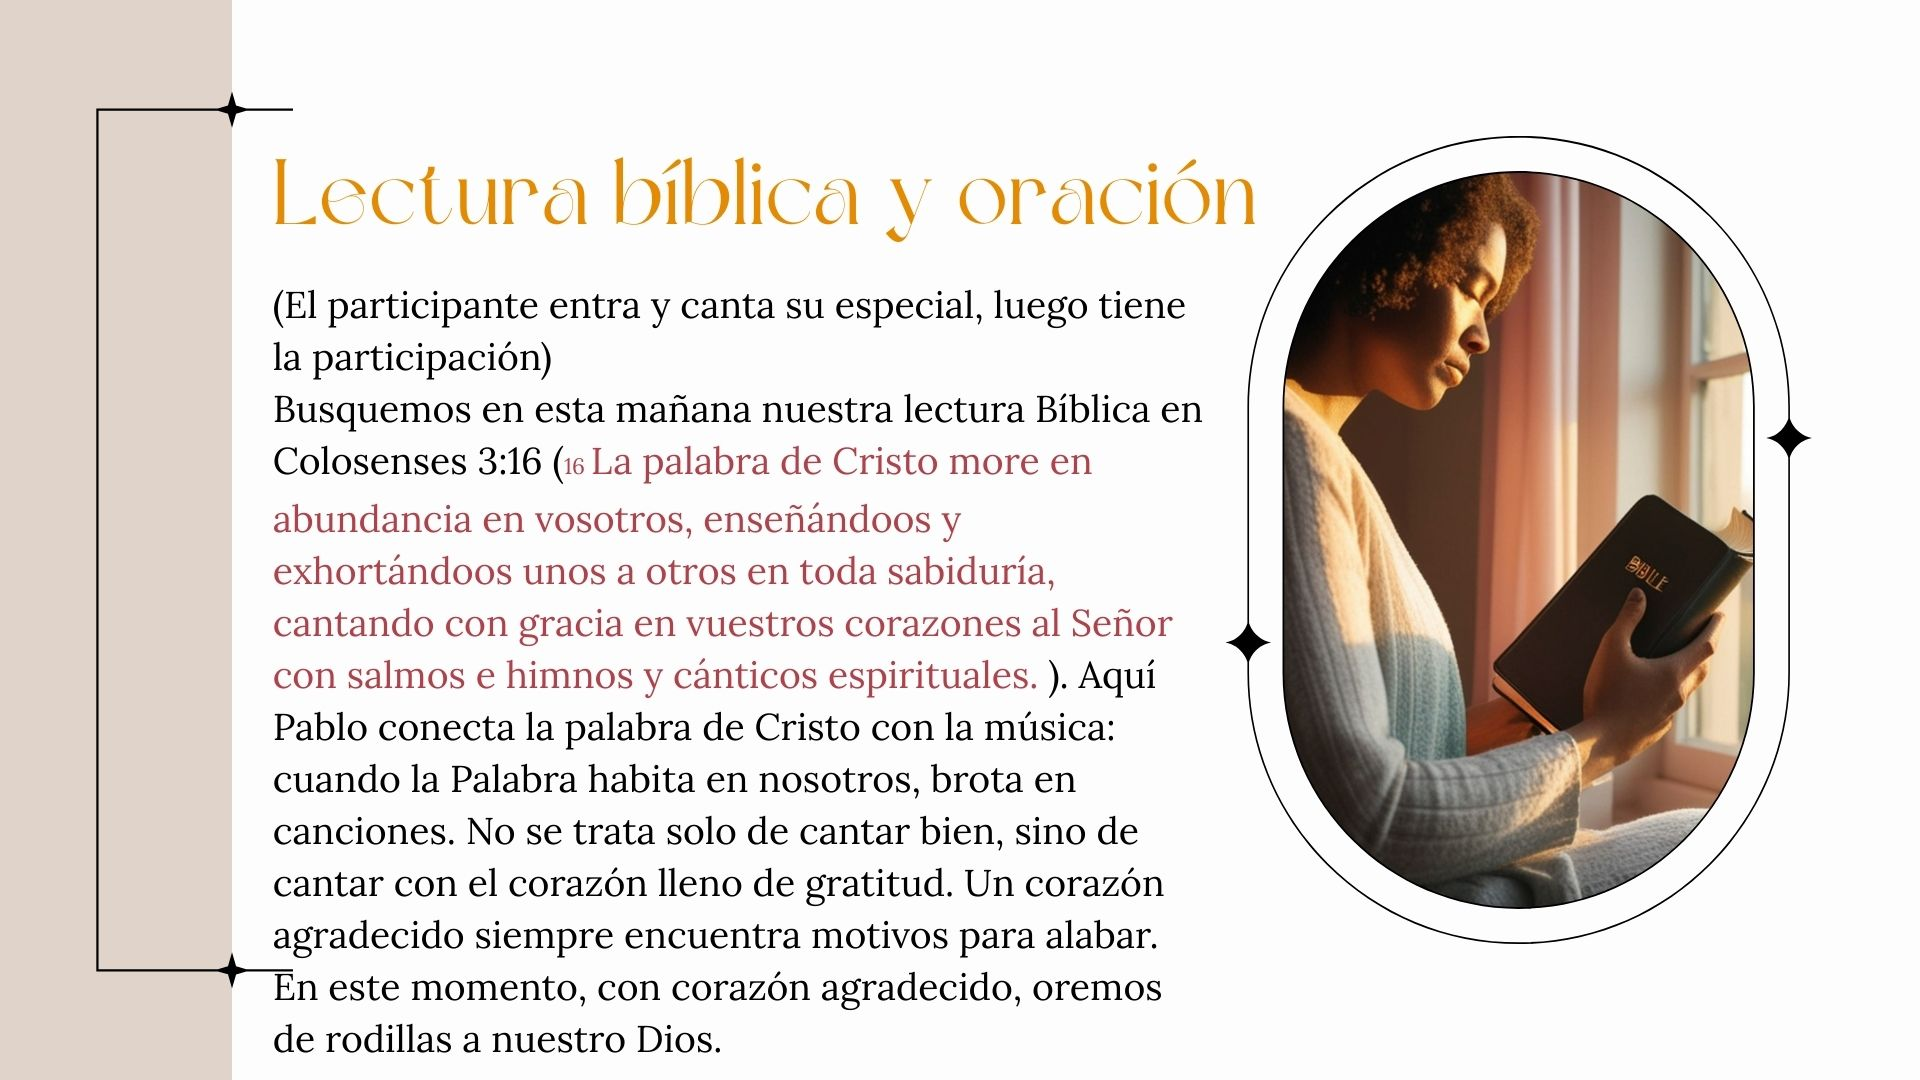 Lectura bíblica y oración
(El participante entra y canta su especial, luego tiene
la participación)
Busquemos en esta mañana nuestra lectura Bíblica en
Colosenses 3:16 (16 La palabra de Cristo more en
abundancia en vosotros, enseñándoos y
exhortándoos unos a otros en toda sabiduría,
cantando con gracia en vuestros corazones al Señor
con salmos e himnos y cánticos espirituales. ). Aquí
Pablo conecta la palabra de Cristo con la música:
cuando la Palabra habita en nosotros, brota en
canciones. No se trata solo de cantar bien, sino de
cantar con el corazón lleno de gratitud. Un corazón
agradecido siempre encuentra motivos para alabar.
En este momento, con corazón agradecido, oremos
de rodillas a nuestro Dios.
BIBLE